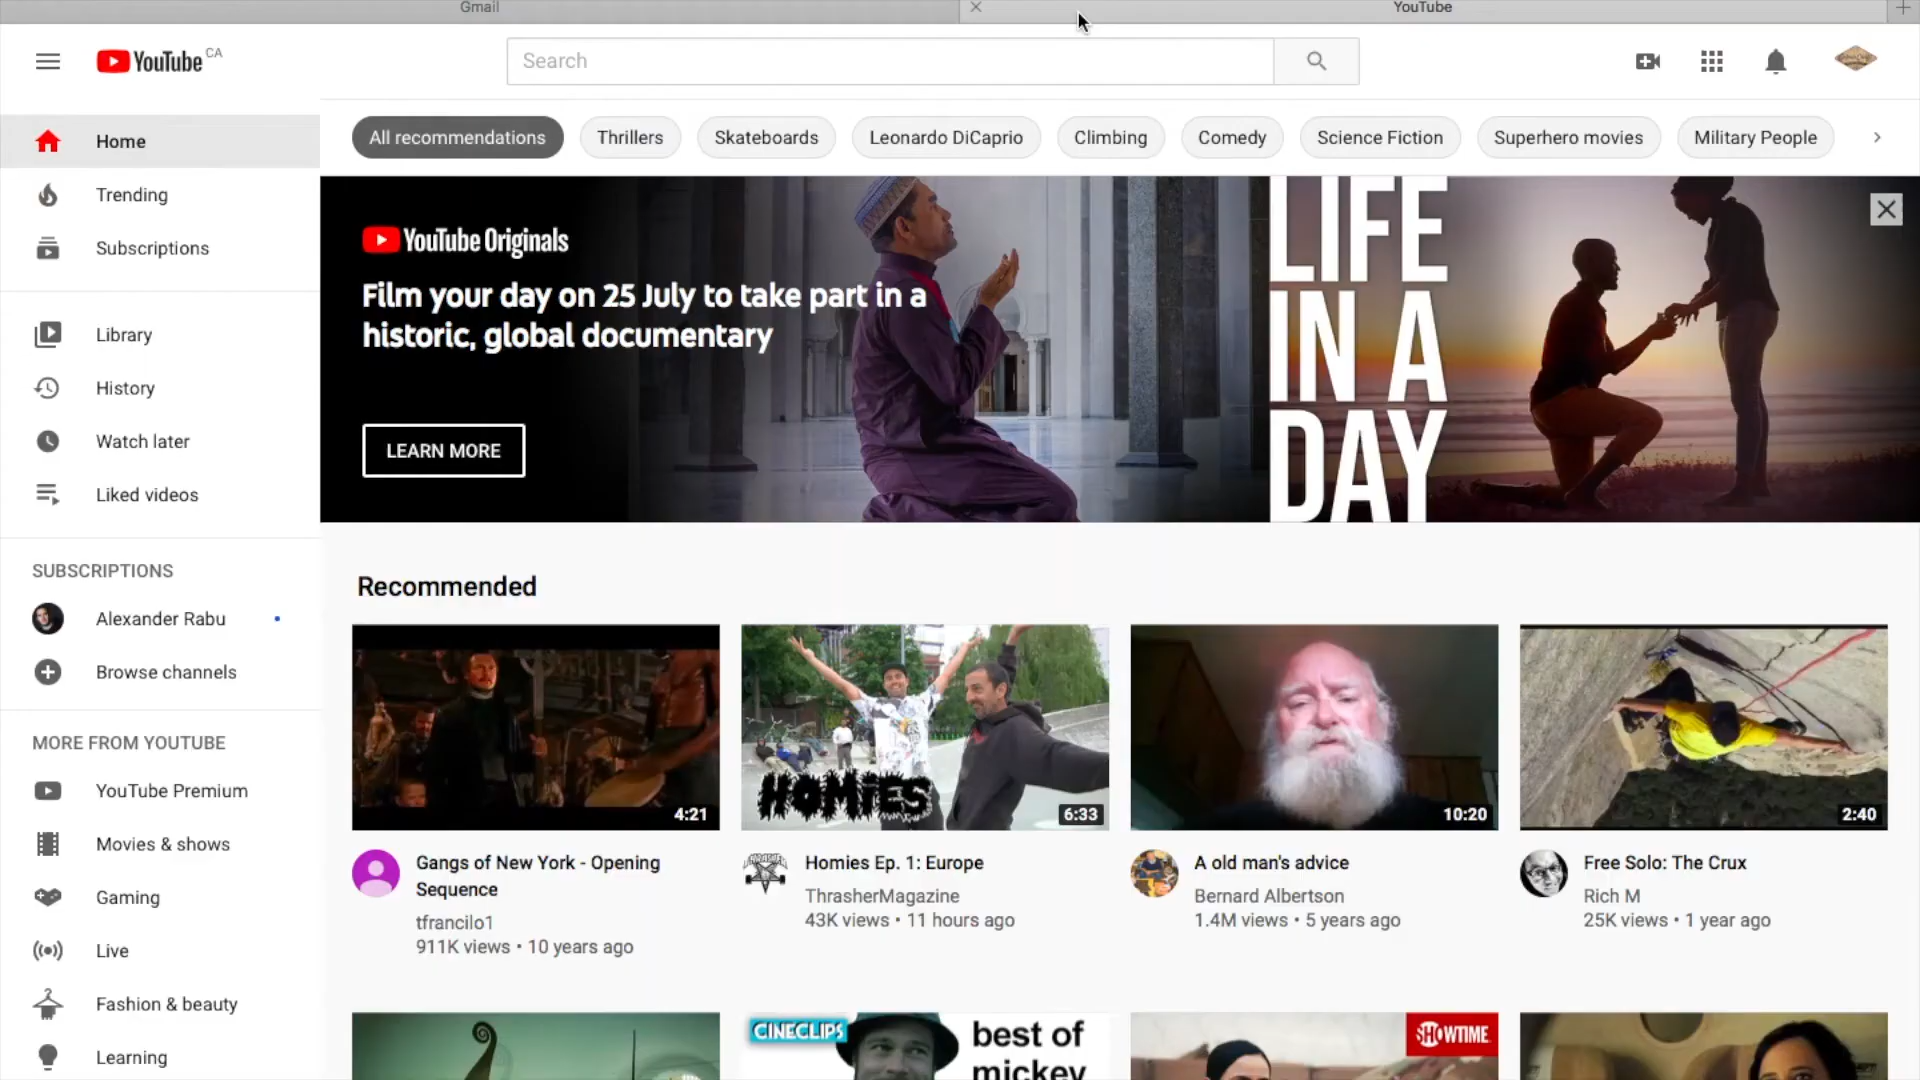 Gmail
YouTube
YouTube CA
Search
Home
Trending
Subscriptions
Library
History
Watch later
Liked videos
SUBSCRIPTIONS
Alexander Rabu
Browse channels
MORE FROM YOUTUBE
YouTube Premium
Movies & shows
Gaming
Live
Fashion & beauty
Learning
All recommendations
Thrillers
Skateboards
Leonardo DiCaprio
Climbing
Comedy
Science Fiction
Superhero movies
Military People
YouTube Originals
Film your day on 25 July to take part in a
historic, global documentary
LEARN MORE
LIFE
IN A
DAY
Recommended
4:21
Gangs of New York - Opening
Sequence
tfrancilo1
911K views • 10 years ago
HOMIES
6:33
Homies Ep. 1: Europe
ThrasherMagazine
43K views • 11 hours ago
10:20
A old man's advice
Bernard Albertson
1.4M views • 5 years ago
2:40
Free Solo: The Crux
Rich M
25K views • 1 year ago
CINECLIPS
best of
mickey
SHOWTIME